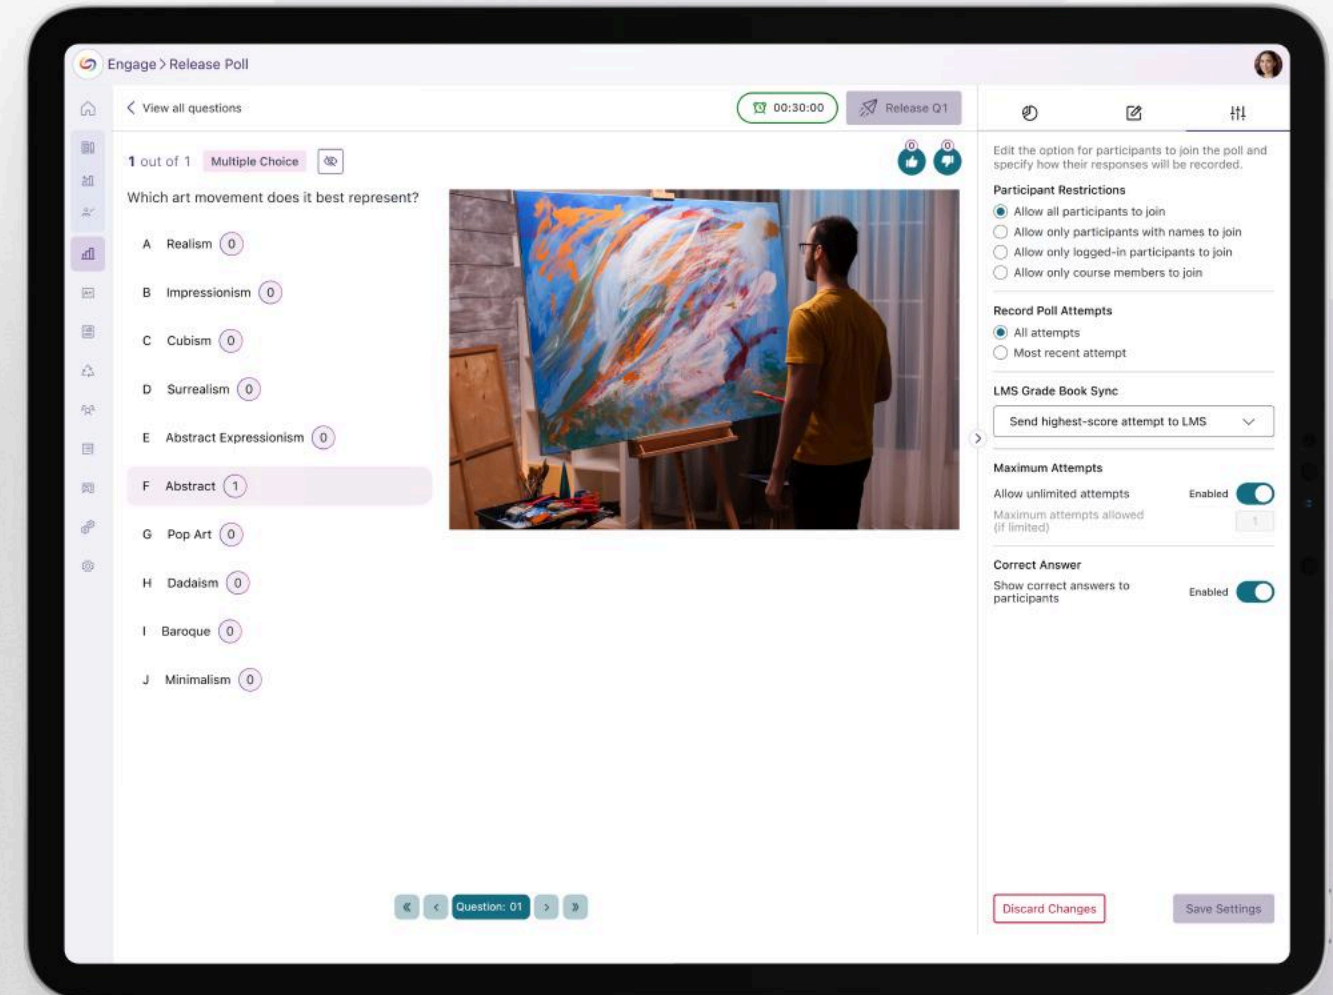 Engage > Release Poll
View all questions
00:30:00
Release Q1
1 out of 1 Multiple Choice
0 0
Which art movement does it best represent?
A Realism 0
B Impressionism 0
C Cubism 0
D Surrealism 0
E Abstract Expressionism 0
F Abstract 1
G Pop Art 0
H Dadaism 0
I Baroque 0
J Minimalism 0
« < Question: 01 > »
Edit the option for participants to join the poll and
specify how their responses will be recorded.
Participant Restrictions
Allow all participants to join
Allow only participants with names to join
Allow only logged-in participants to join
Allow only course members to join
Record Poll Attempts
All attempts
Most recent attempt
LMS Grade Book Sync
Send highest-score attempt to LMS
Maximum Attempts
Allow unlimited attempts Enabled
Maximum attempts allowed
(if limited) 1
Correct Answer
Show correct answers to
participants Enabled
Discard Changes
Save Settings